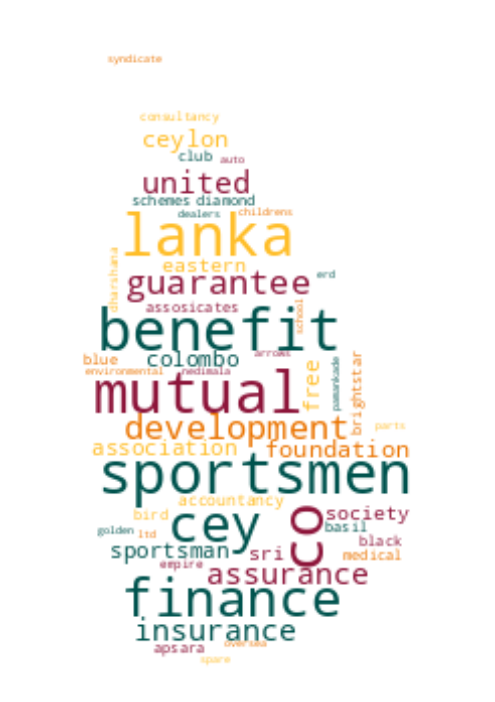 syndicate
consultancy
ceylon
club auto
united
schemes diamond
dealers childrens
lanka
eastern
dharshana
guarantee erd
assosicates school
benefit
colombo arrows
blue
environmental nedimala
free
pamankade
brightstar
mutual
development parts
association foundation
sportsmen
accountancy
bird cey co society
golden ltd basil
black
sportsman sri medical
empire
assurance
finance
insurance
apsara oversea
spare